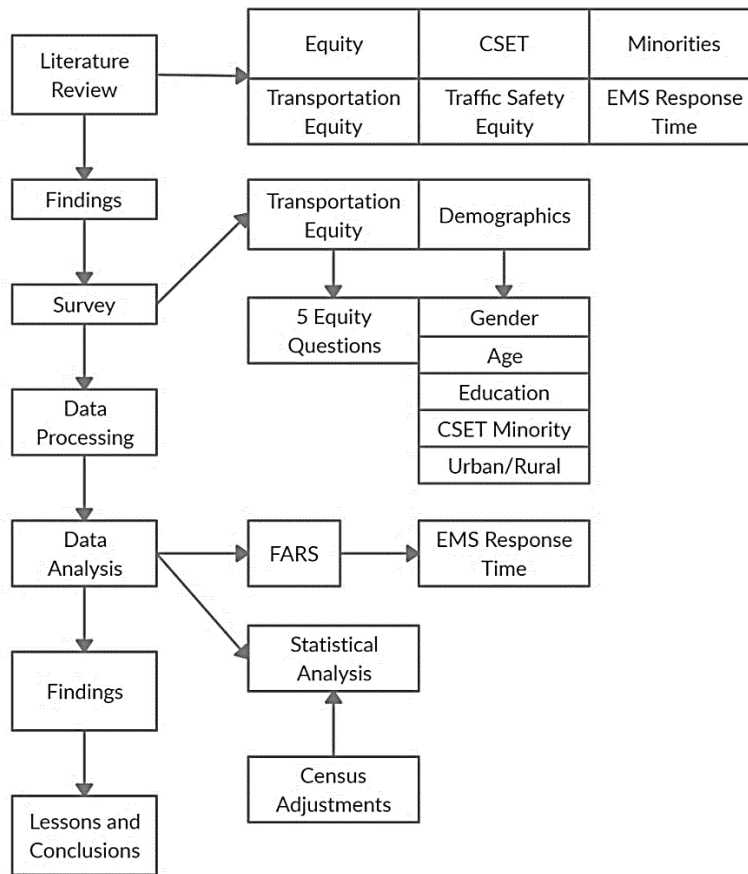 Literature
Review
Equity
CSET
Minorities
Transportation
Equity
Traffic Safety
Equity
EMS Response
Time
Findings
Transportation
Equity
Demographics
Survey
5 Equity
Questions
Gender
Age
Education
CSET Minority
Urban/Rural
Data
Processing
Data
Analysis
FARS
EMS Response
Time
Statistical
Analysis
Findings
Census
Adjustments
Lessons and
Conclusions